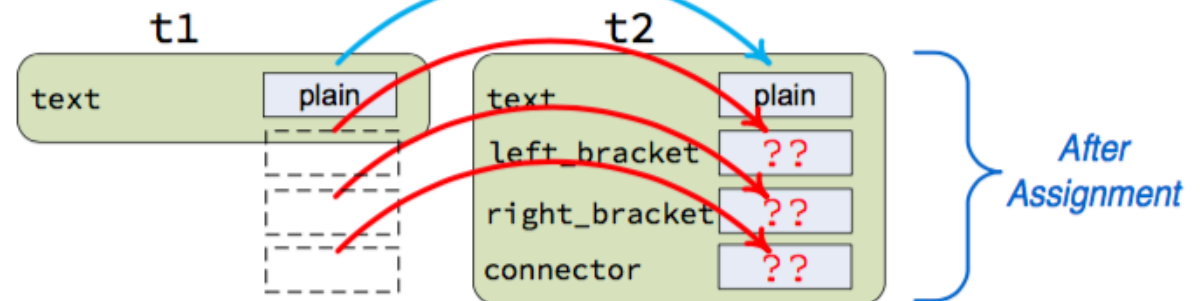 t1
t2
text plain
text plain
left_bracket ??
right_bracket ??
connector ??
After
Assignment